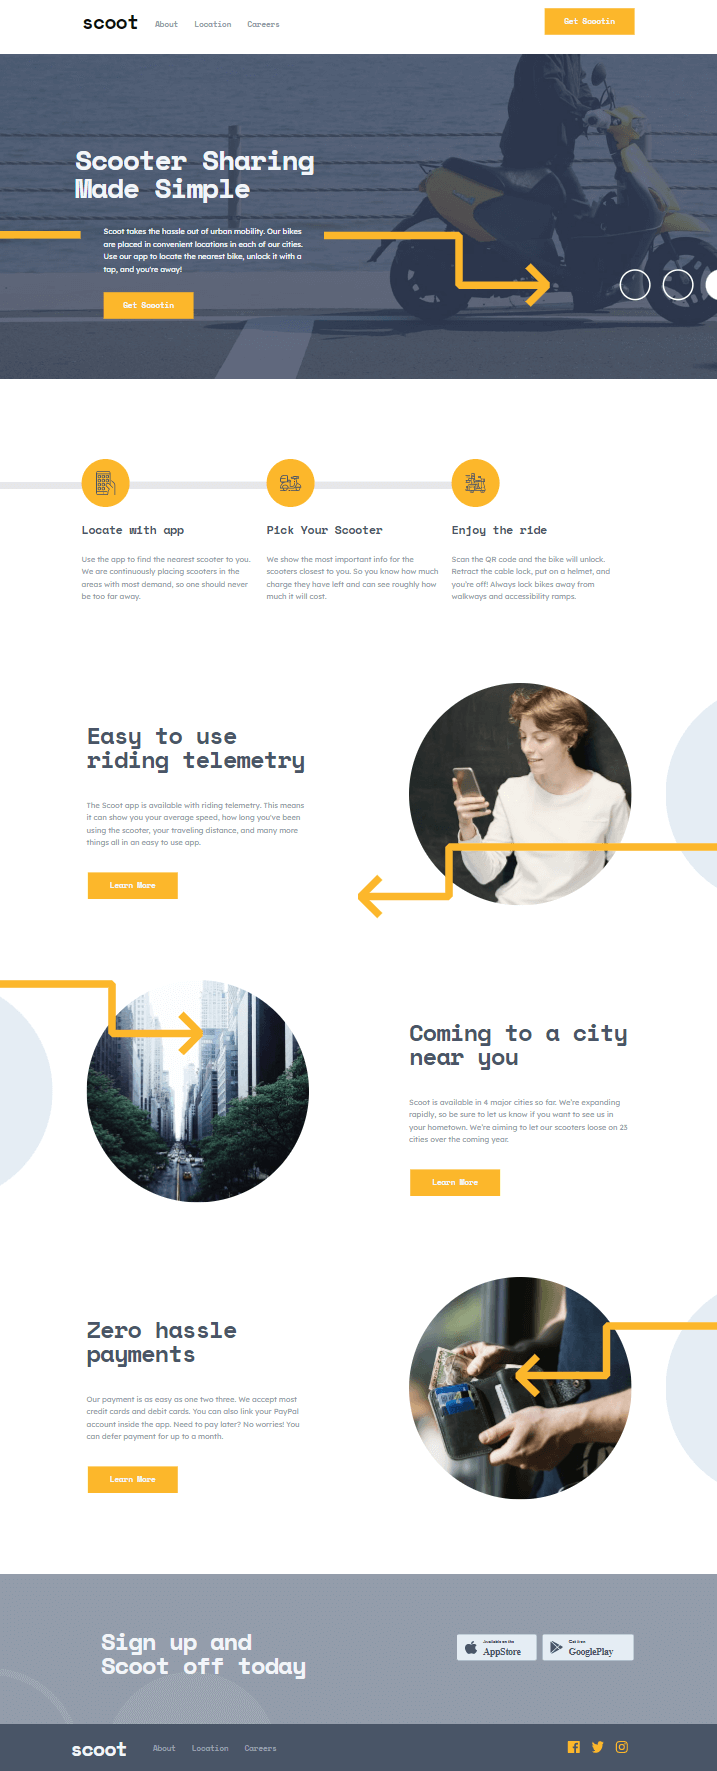 scoot
About
Location
Careers
Get Scootin
Scooter Sharing
Made Simple
Scoot takes the hassle out of urban mobility. Our bikes
are placed in convenient locations in each of our cities.
Use our app to locate the nearest bike, unlock it with a
tap, and you're away!
Get Scootin
Locate with app
Use the app to find the nearest scooter to you.
We are continuously placing scooters in the
areas with most demand, so one should never
be too far away.
Pick Your Scooter
We show the most important info for the
scooters closest to you. So you know how much
charge they have left and can see roughly how
much it will cost.
Enjoy the ride
Scan the QR code and the bike will unlock.
Retract the cable lock, put on a helmet, and
you're off! Always lock bikes away from
walkways and accessibility ramps.
Easy to use
riding telemetry
The Scoot app is available with riding telemetry. This means
it can show you your average speed, how long you've been
using the scooter, your traveling distance, and many more
things all in an easy to use app.
Learn More
Coming to a city
near you
Scoot is available in 4 major cities so far. We're expanding
rapidly, so be sure to let us know if you want to see us in
your hometown. We're aiming to let our scooters loose on 23
cities over the coming year.
Learn More
Zero hassle
payments
Our payment is as easy as one two three. We accept most
credit cards and debit cards. You can also link your PayPal
account inside the app. Need to pay later? No worries! You
can defer payment for up to a month.
Learn More
Sign up and
Scoot off today
Available on the
AppStore
Get it on
GooglePlay
scoot
About
Location
Careers